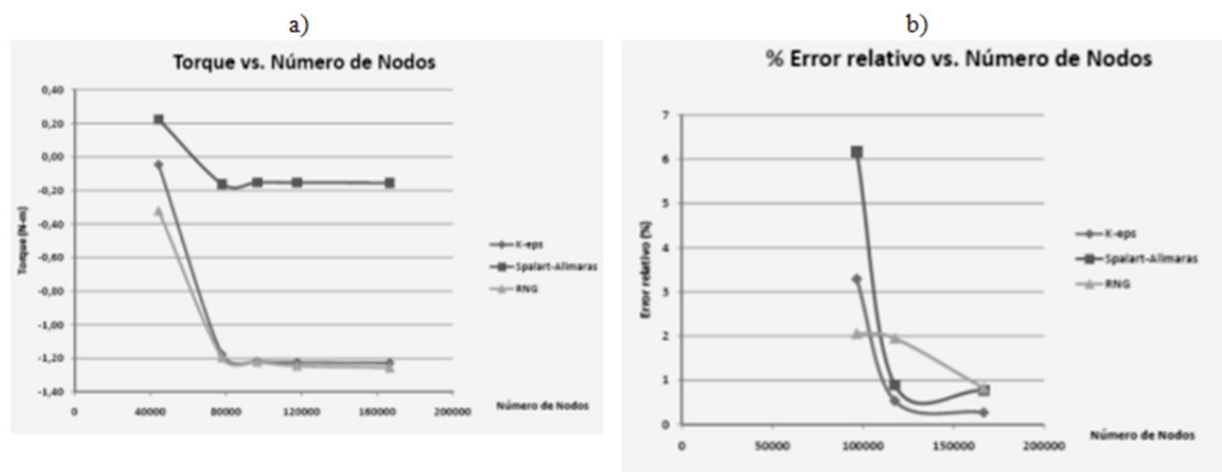 a)
Torque vs. Número de Nodos
0,40
0,20
0,00
-0,20
-0,40
-0,60
-0,80
-1,00
-1,20
-1,40
Torque (N-m)
0
40000
80000
120000
160000
200000
Número de Nodos
K-eps
Spalart-Allmaras
RNG
b)
% Error relativo vs. Número de Nodos
7
6
5
4
3
2
1
0
Error relativo (%)
0
50000
100000
150000
200000
Número de Nodos
K-eps
Spalart-Allmaras
RNG